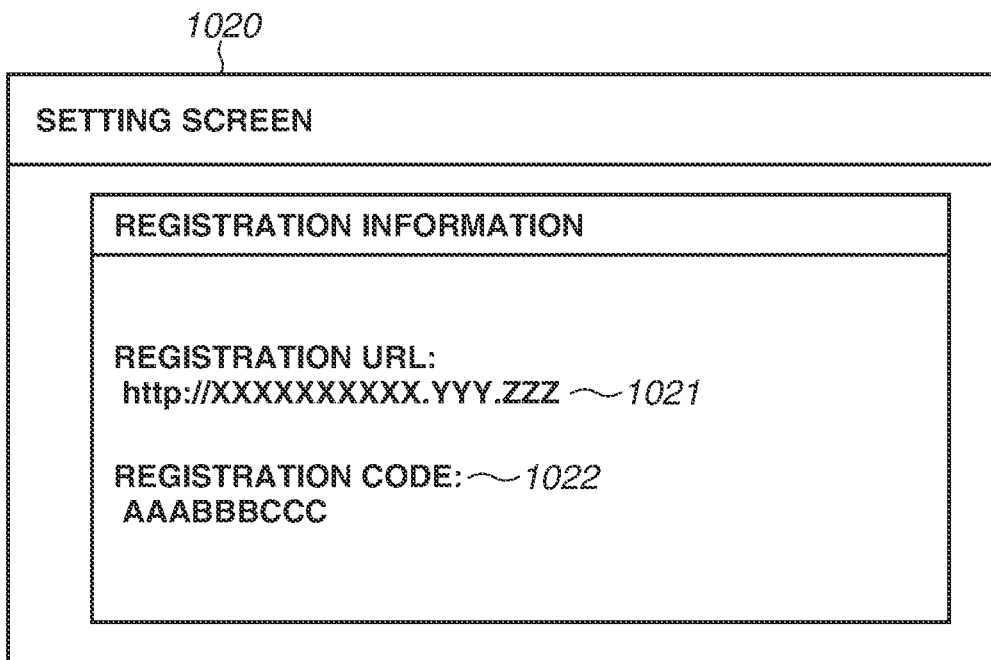 1020
SETTING SCREEN
REGISTRATION INFORMATION
REGISTRATION URL:
http://XXXXXXXXXX.YYY.ZZZ 1021
REGISTRATION CODE: 1022
AAABBBCCC